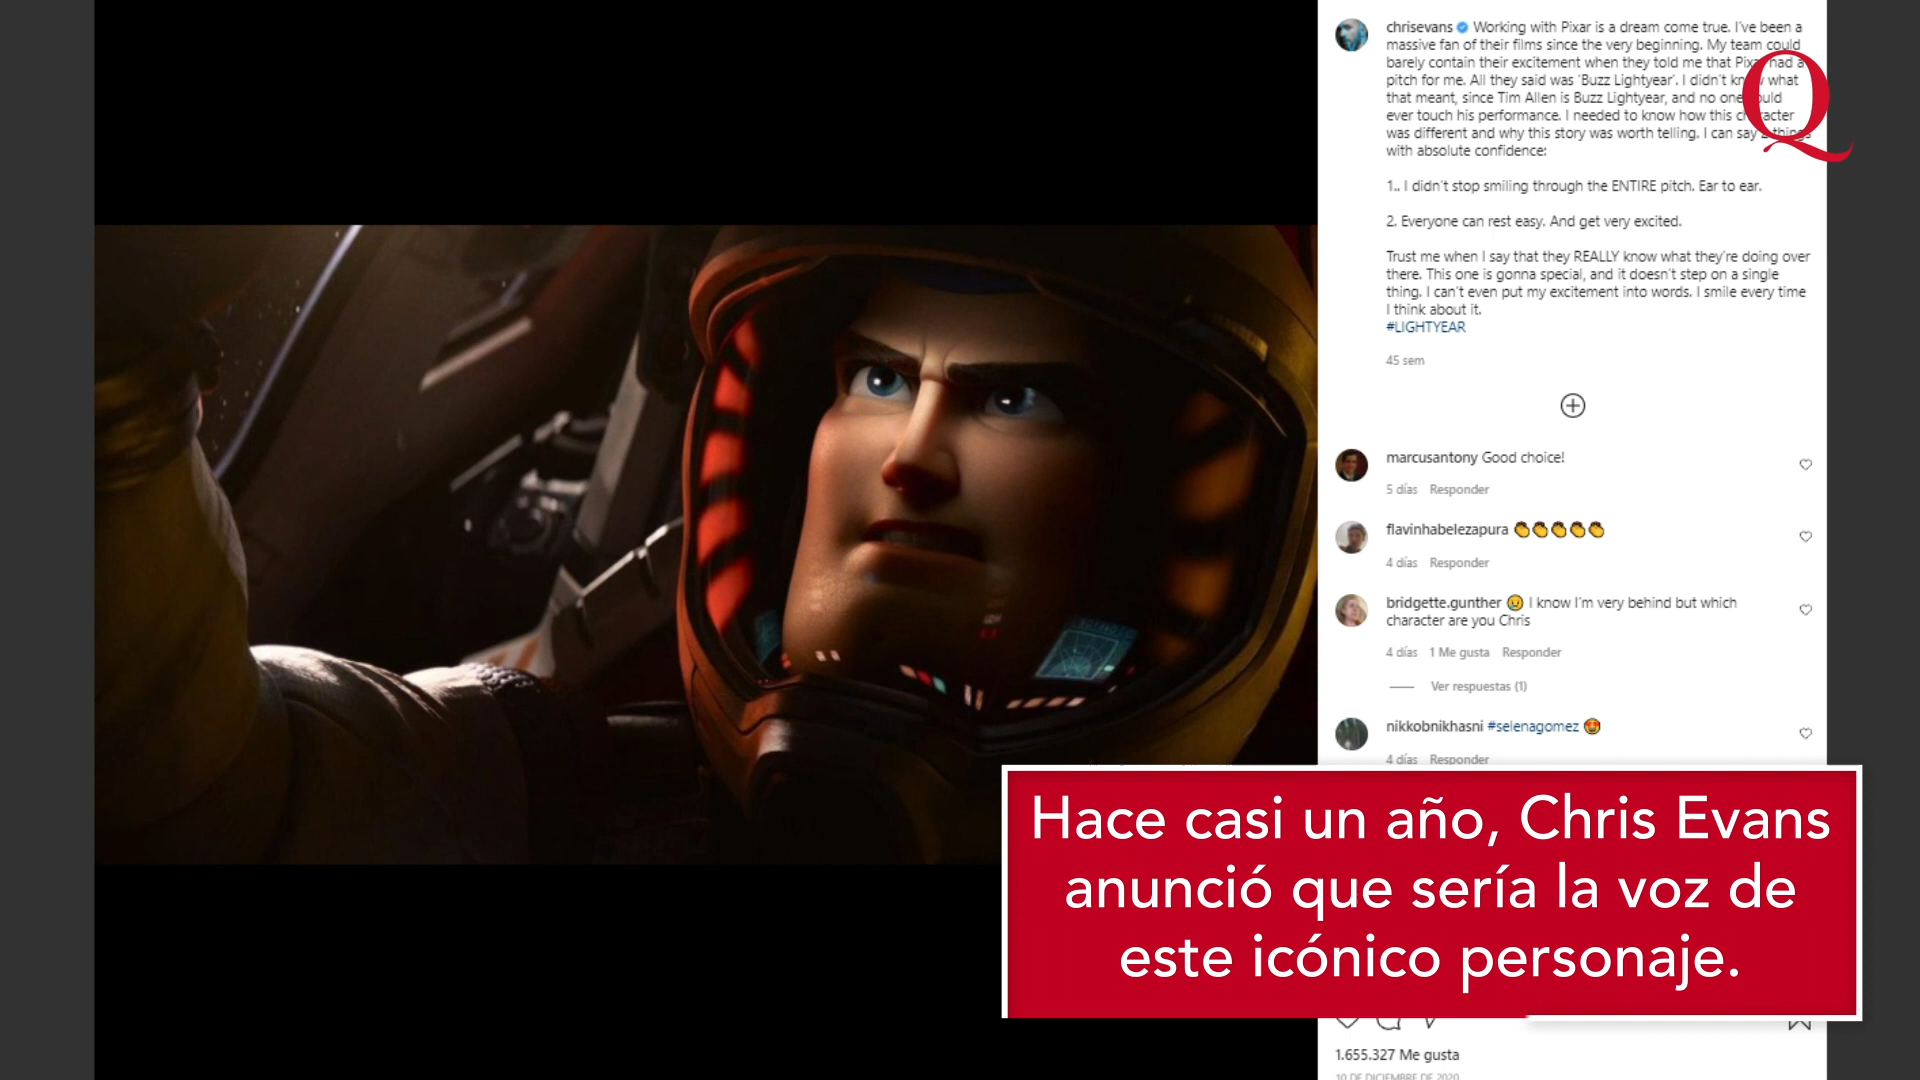 chrisevans Working with Pixar is a dream come true. I've been a
massive fan of their films since the very beginning. My team could
barely contain their excitement when they told me that Pixar had a
pitch for me. All they said was 'Buzz Lightyear'. I didn't know what
that meant, since Tim Allen is Buzz Lightyear, and no one could
ever touch his performance. I needed to know how this character
was different and why this story was worth telling. I can say 2 things
with absolute confidence:
1.. I didn't stop smiling through the ENTIRE pitch. Ear to ear.
2. Everyone can rest easy. And get very excited.
Trust me when I say that they REALLY know what they're doing over
there. This one is gonna special, and it doesn't step on a single
thing. I can't even put my excitement into words. I smile every time
I think about it.
#LIGHTYEAR
45 sem
Q
marcusantony Good choice!
5 días Responder
flavinhabelezapura 👏👏👏👏👏
4 días Responder
bridgette.gunther 😢 I know I'm very behind but which
character are you Chris
4 días 1 Me gusta Responder
Ver respuestas (1)
nikkobnikhasni #selenagomez 🤩
4 días Responder
Hace casi un año, Chris Evans
anunció que sería la voz de
este icónico personaje.
1.655.327 Me gusta
10 DE DICIEMBRE DE 2020